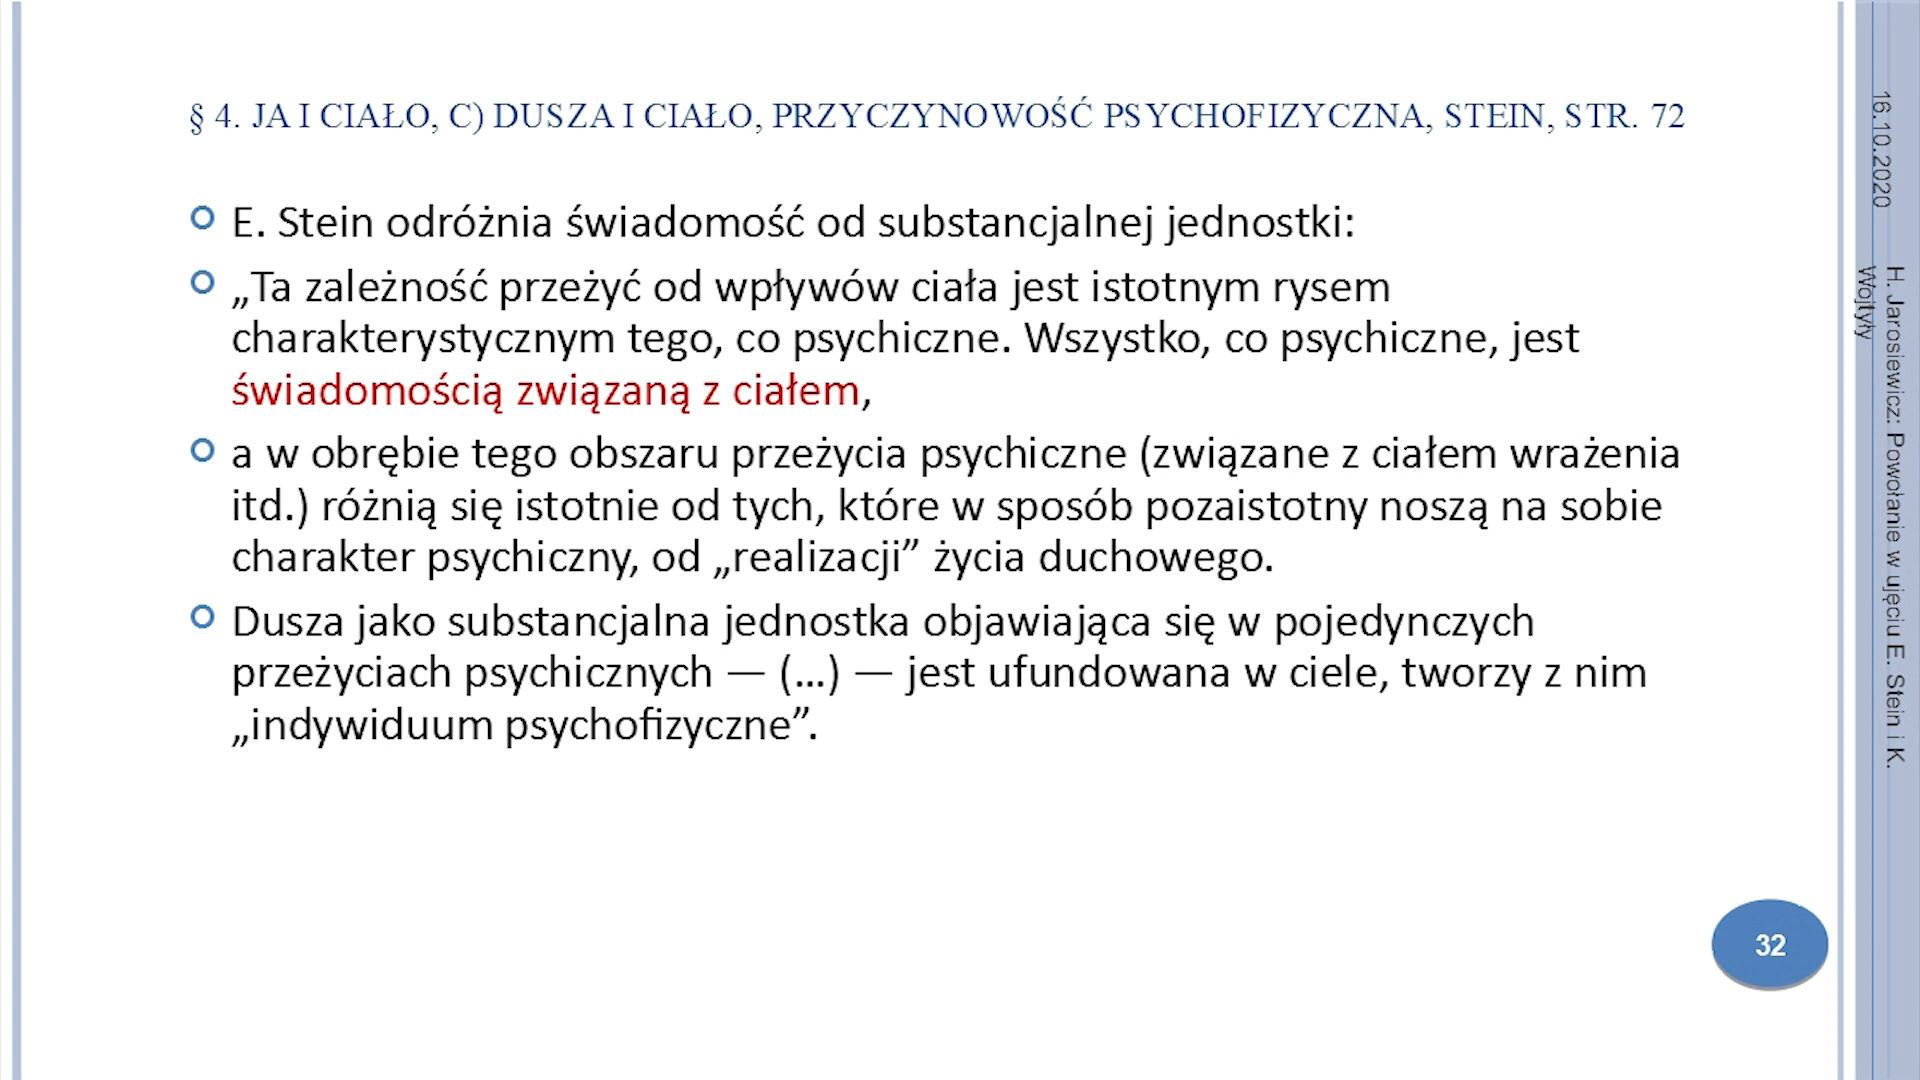 § 4. JA I CIAŁO, C) DUSZA I CIAŁO, PRZYCZYNOWOŚĆ PSYCHOFIZYCZNA, STEIN, STR. 72
E. Stein odróżnia świadomość od substancjalnej jednostki:
„Ta zależność przeżyć od wpływów ciała jest istotnym rysem
charakterystycznym tego, co psychiczne. Wszystko, co psychiczne, jest
świadomością związaną z ciałem,
a w obrębie tego obszaru przeżycia psychiczne (związane z ciałem wrażenia
itd.) różnią się istotnie od tych, które w sposób pozaistotny noszą na sobie
charakter psychiczny, od „realizacji” życia duchowego.
Dusza jako substancjalna jednostka objawiająca się w pojedynczych
przeżyciach psychicznych — (...) — jest ufundowana w ciele, tworzy z nim
„indywiduum psychofizyczne”.
16.10.2020
H. Jarosiewicz: Powołanie w ujęciu E. Stein i K.
Wojtyły
32